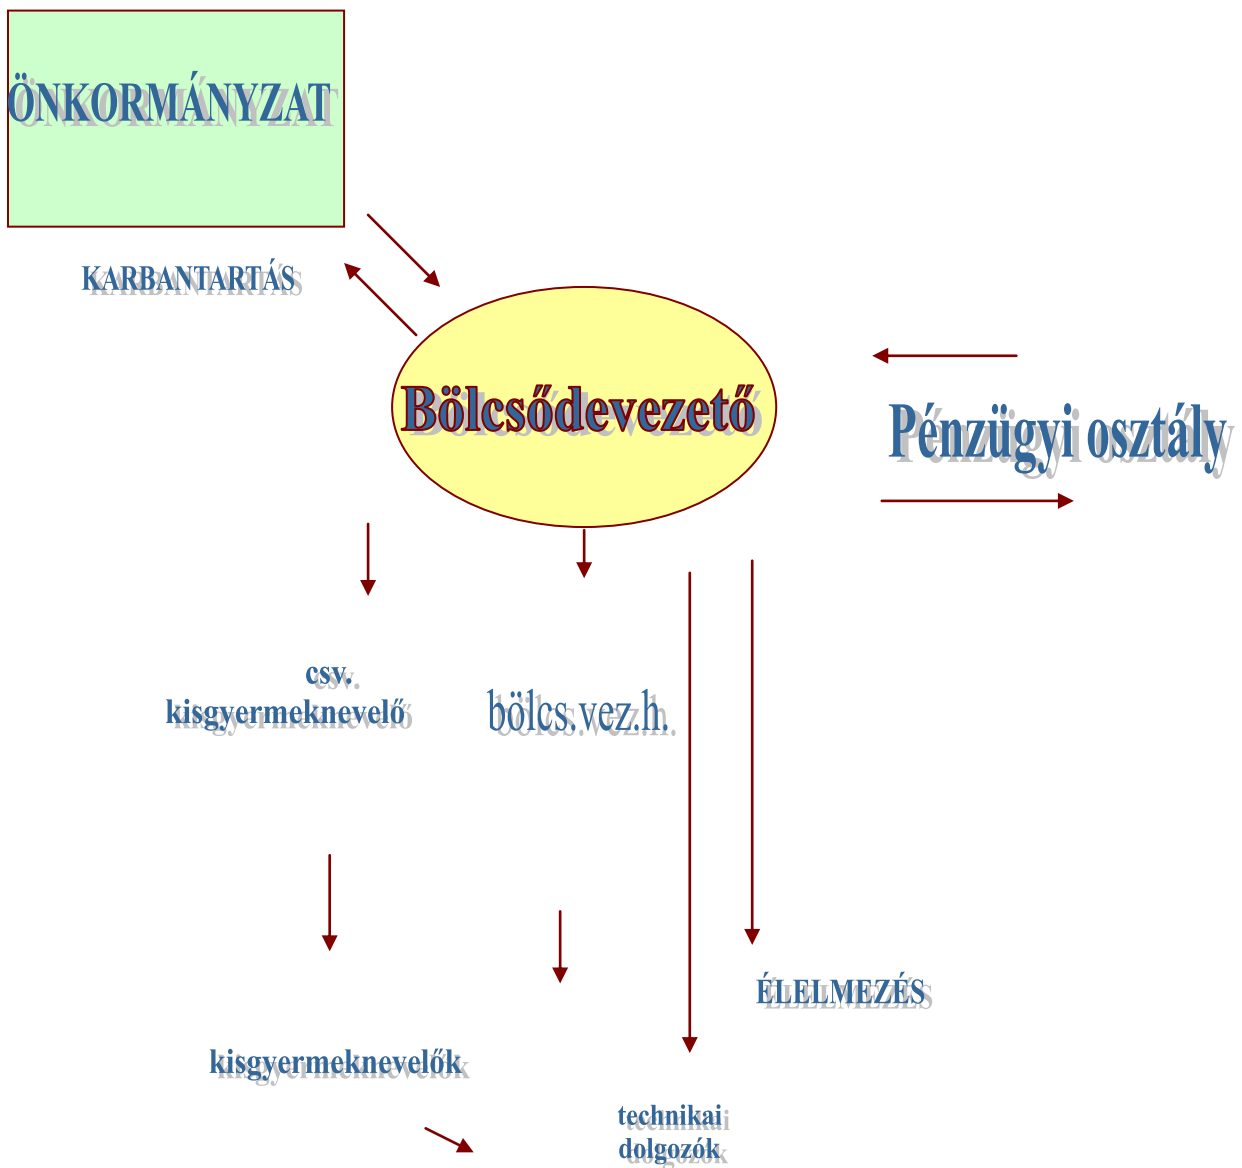 ÖNKORMÁNYZAT
KARBANTARTÁS
Bölcsődevezető
Pénzügyi osztály
csv.
kisgyermeknevelő
bölcs.vez.h.
ÉLELMEZÉS
kisgyermeknevelők
technikai
dolgozók